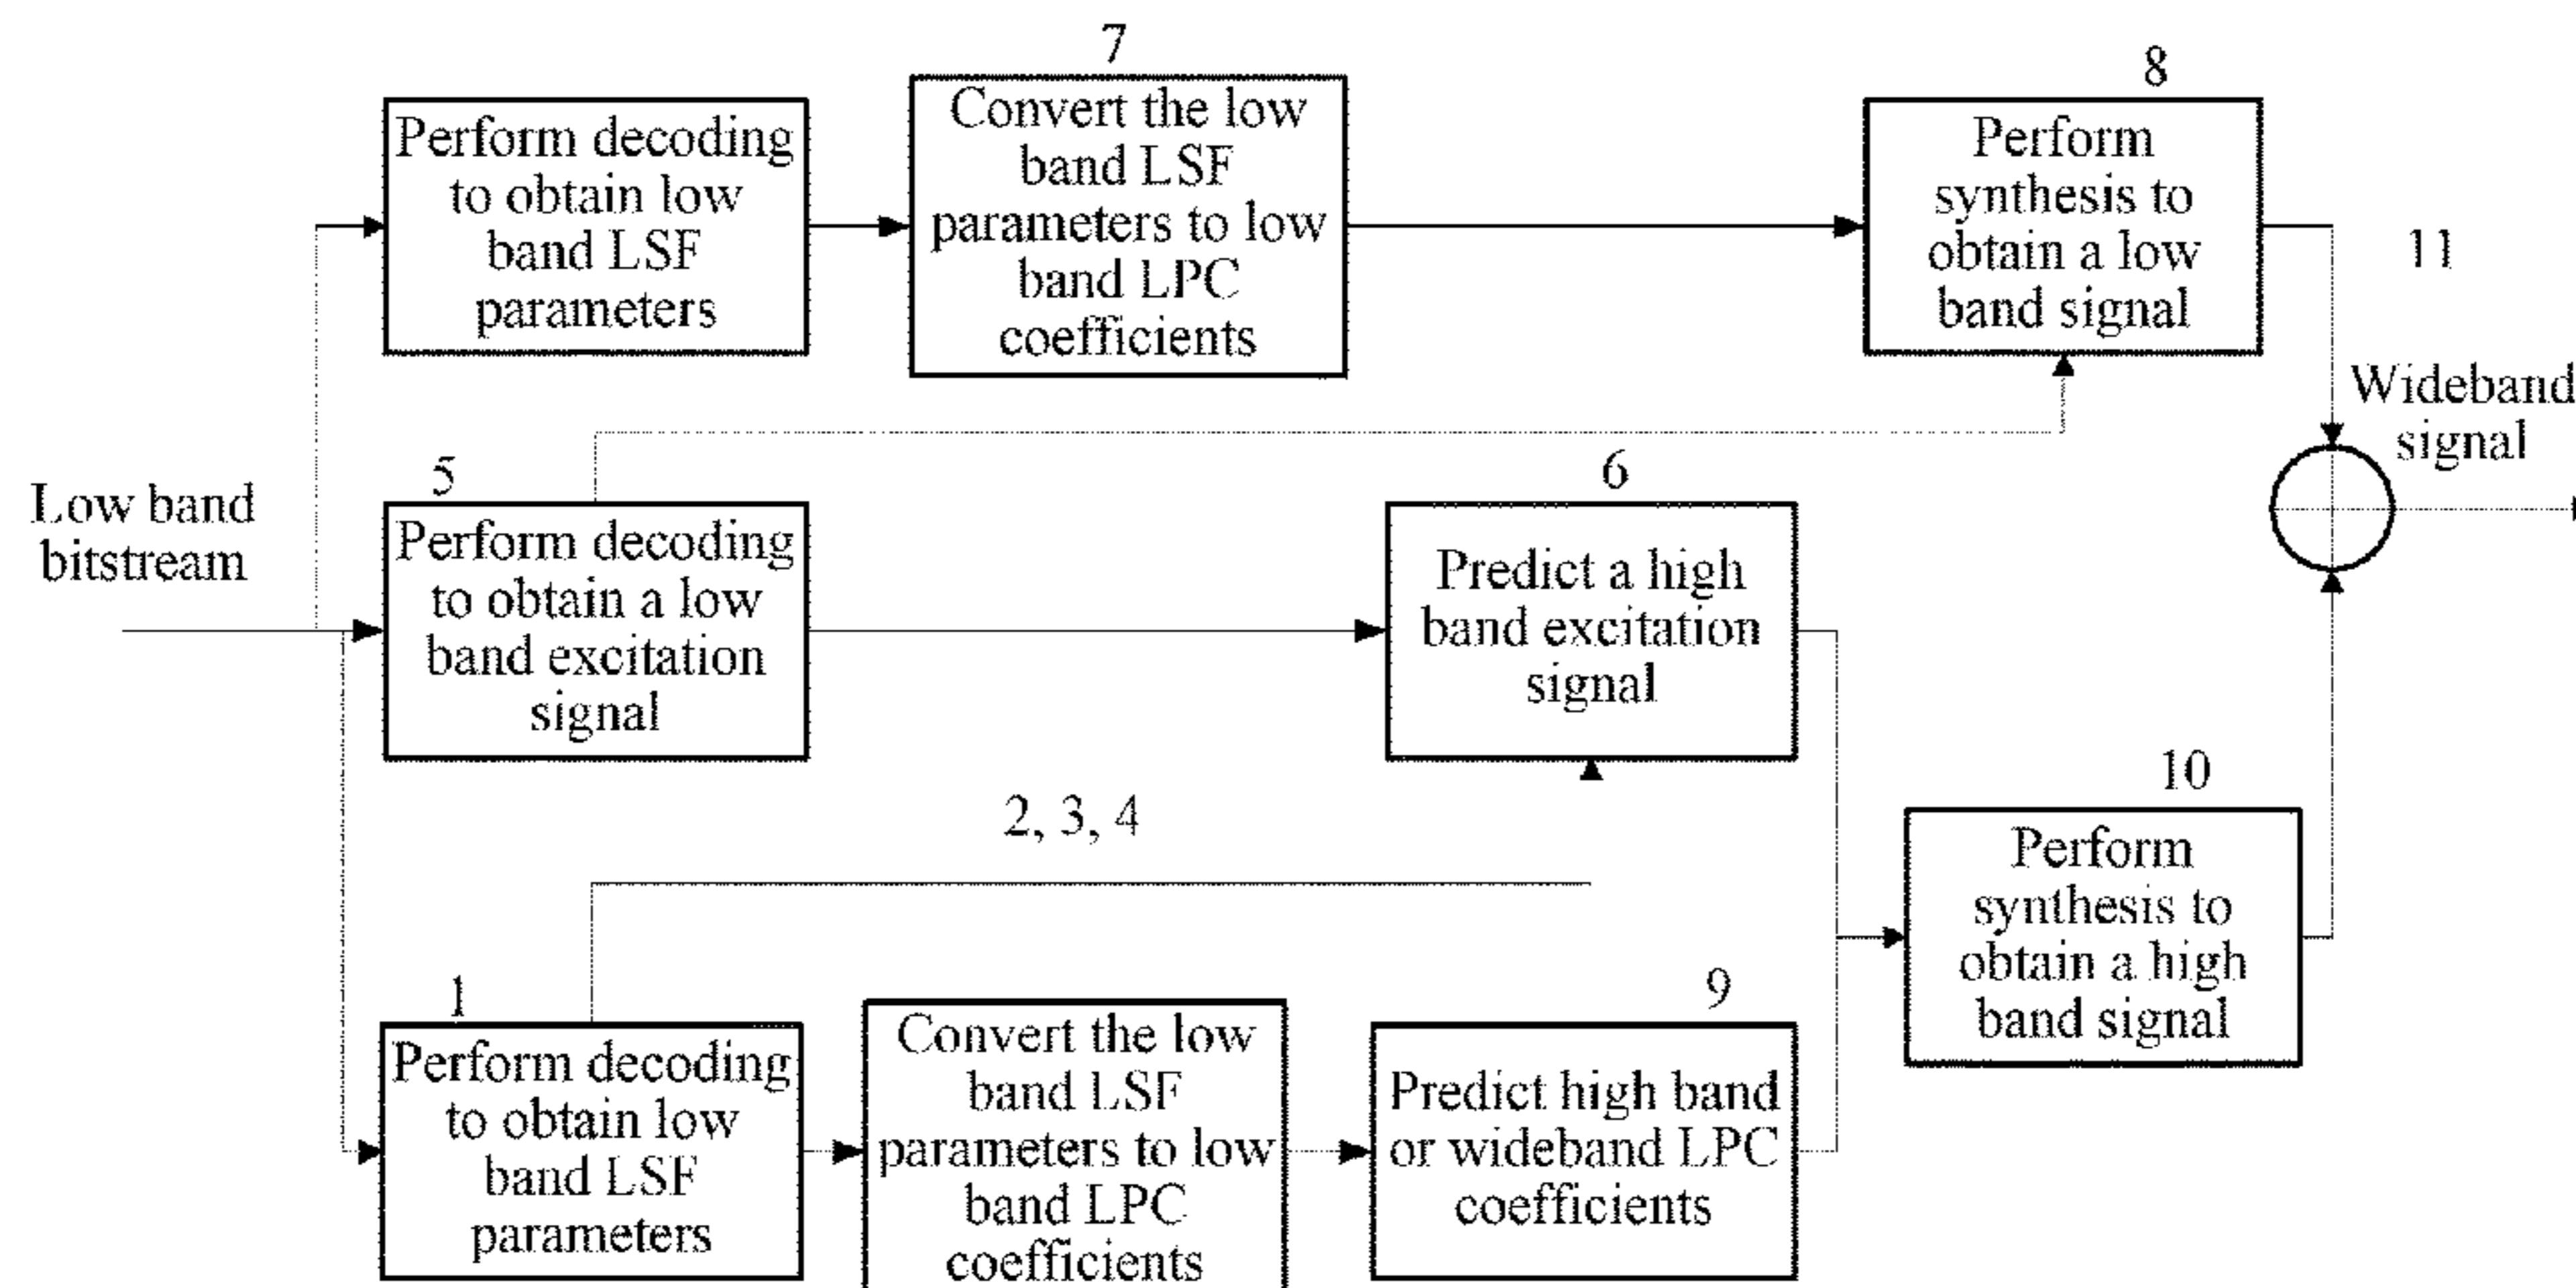 7
Convert the low
band LSF
parameters to low
band LPC
coefficients
8
Perform
synthesis to
obtain a low
band signal
Perform decoding
to obtain low
band LSF
parameters
11
Wideband
signal
Low band
bitstream
5
Perform decoding
to obtain a low
band excitation
signal
6
Predict a high
band excitation
signal
2, 3, 4
10
Perform
synthesis to
obtain a high
band signal
1
Perform decoding
to obtain low
band LSF
parameters
Convert the low
band LSF
parameters to low
band LPC
coefficients
9
Predict high band
or wideband LPC
coefficients